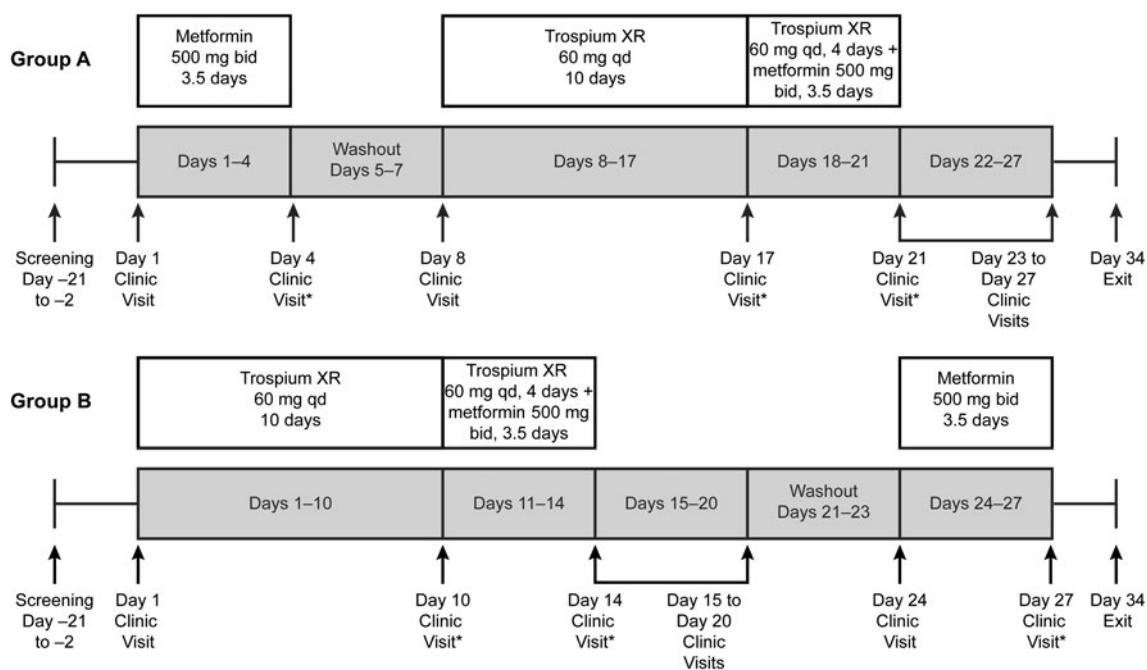 Group A
Metformin
500 mg bid
3.5 days
Trospium XR
60 mg qd
10 days
Trospium XR
60 mg qd, 4 days +
metformin 500 mg
bid, 3.5 days
Days 1–4
Washout
Days 5–7
Days 8–17
Days 18–21
Days 22–27
Screening
Day –21
to –2
Day 1
Clinic
Visit
Day 4
Clinic
Visit*
Day 8
Clinic
Visit
Day 17
Clinic
Visit*
Day 21
Clinic
Visit*
Day 23 to
Day 27
Clinic
Visits
Day 34
Exit
Group B
Trospium XR
60 mg qd
10 days
Trospium XR
60 mg qd, 4 days +
metformin 500 mg
bid, 3.5 days
Metformin
500 mg bid
3.5 days
Days 1–10
Days 11–14
Days 15–20
Washout
Days 21–23
Days 24–27
Screening
Day –21
to –2
Day 1
Clinic
Visit
Day 10
Clinic
Visit*
Day 14
Clinic
Visit*
Day 15 to
Day 20
Clinic
Visits
Day 24
Clinic
Visit
Day 27
Clinic
Visit*
Day 34
Exit